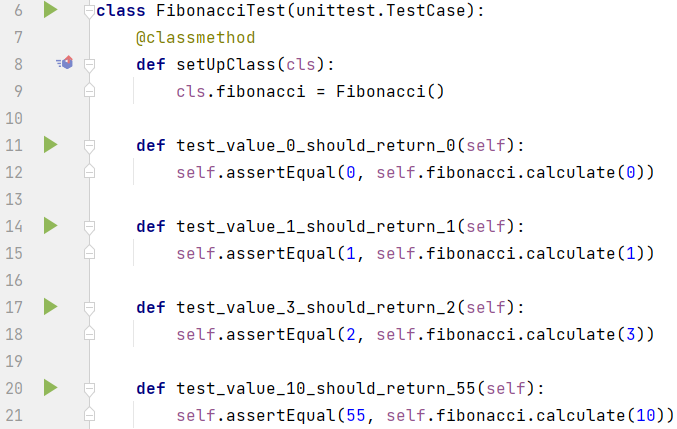 6 class FibonacciTest(unittest.TestCase):
7     @classmethod
8     def setUpClass(cls):
9         cls.fibonacci = Fibonacci()
10
11     def test_value_0_should_return_0(self):
12         self.assertEqual(0, self.fibonacci.calculate(0))
13
14     def test_value_1_should_return_1(self):
15         self.assertEqual(1, self.fibonacci.calculate(1))
16
17     def test_value_3_should_return_2(self):
18         self.assertEqual(2, self.fibonacci.calculate(3))
19
20     def test_value_10_should_return_55(self):
21         self.assertEqual(55, self.fibonacci.calculate(10))